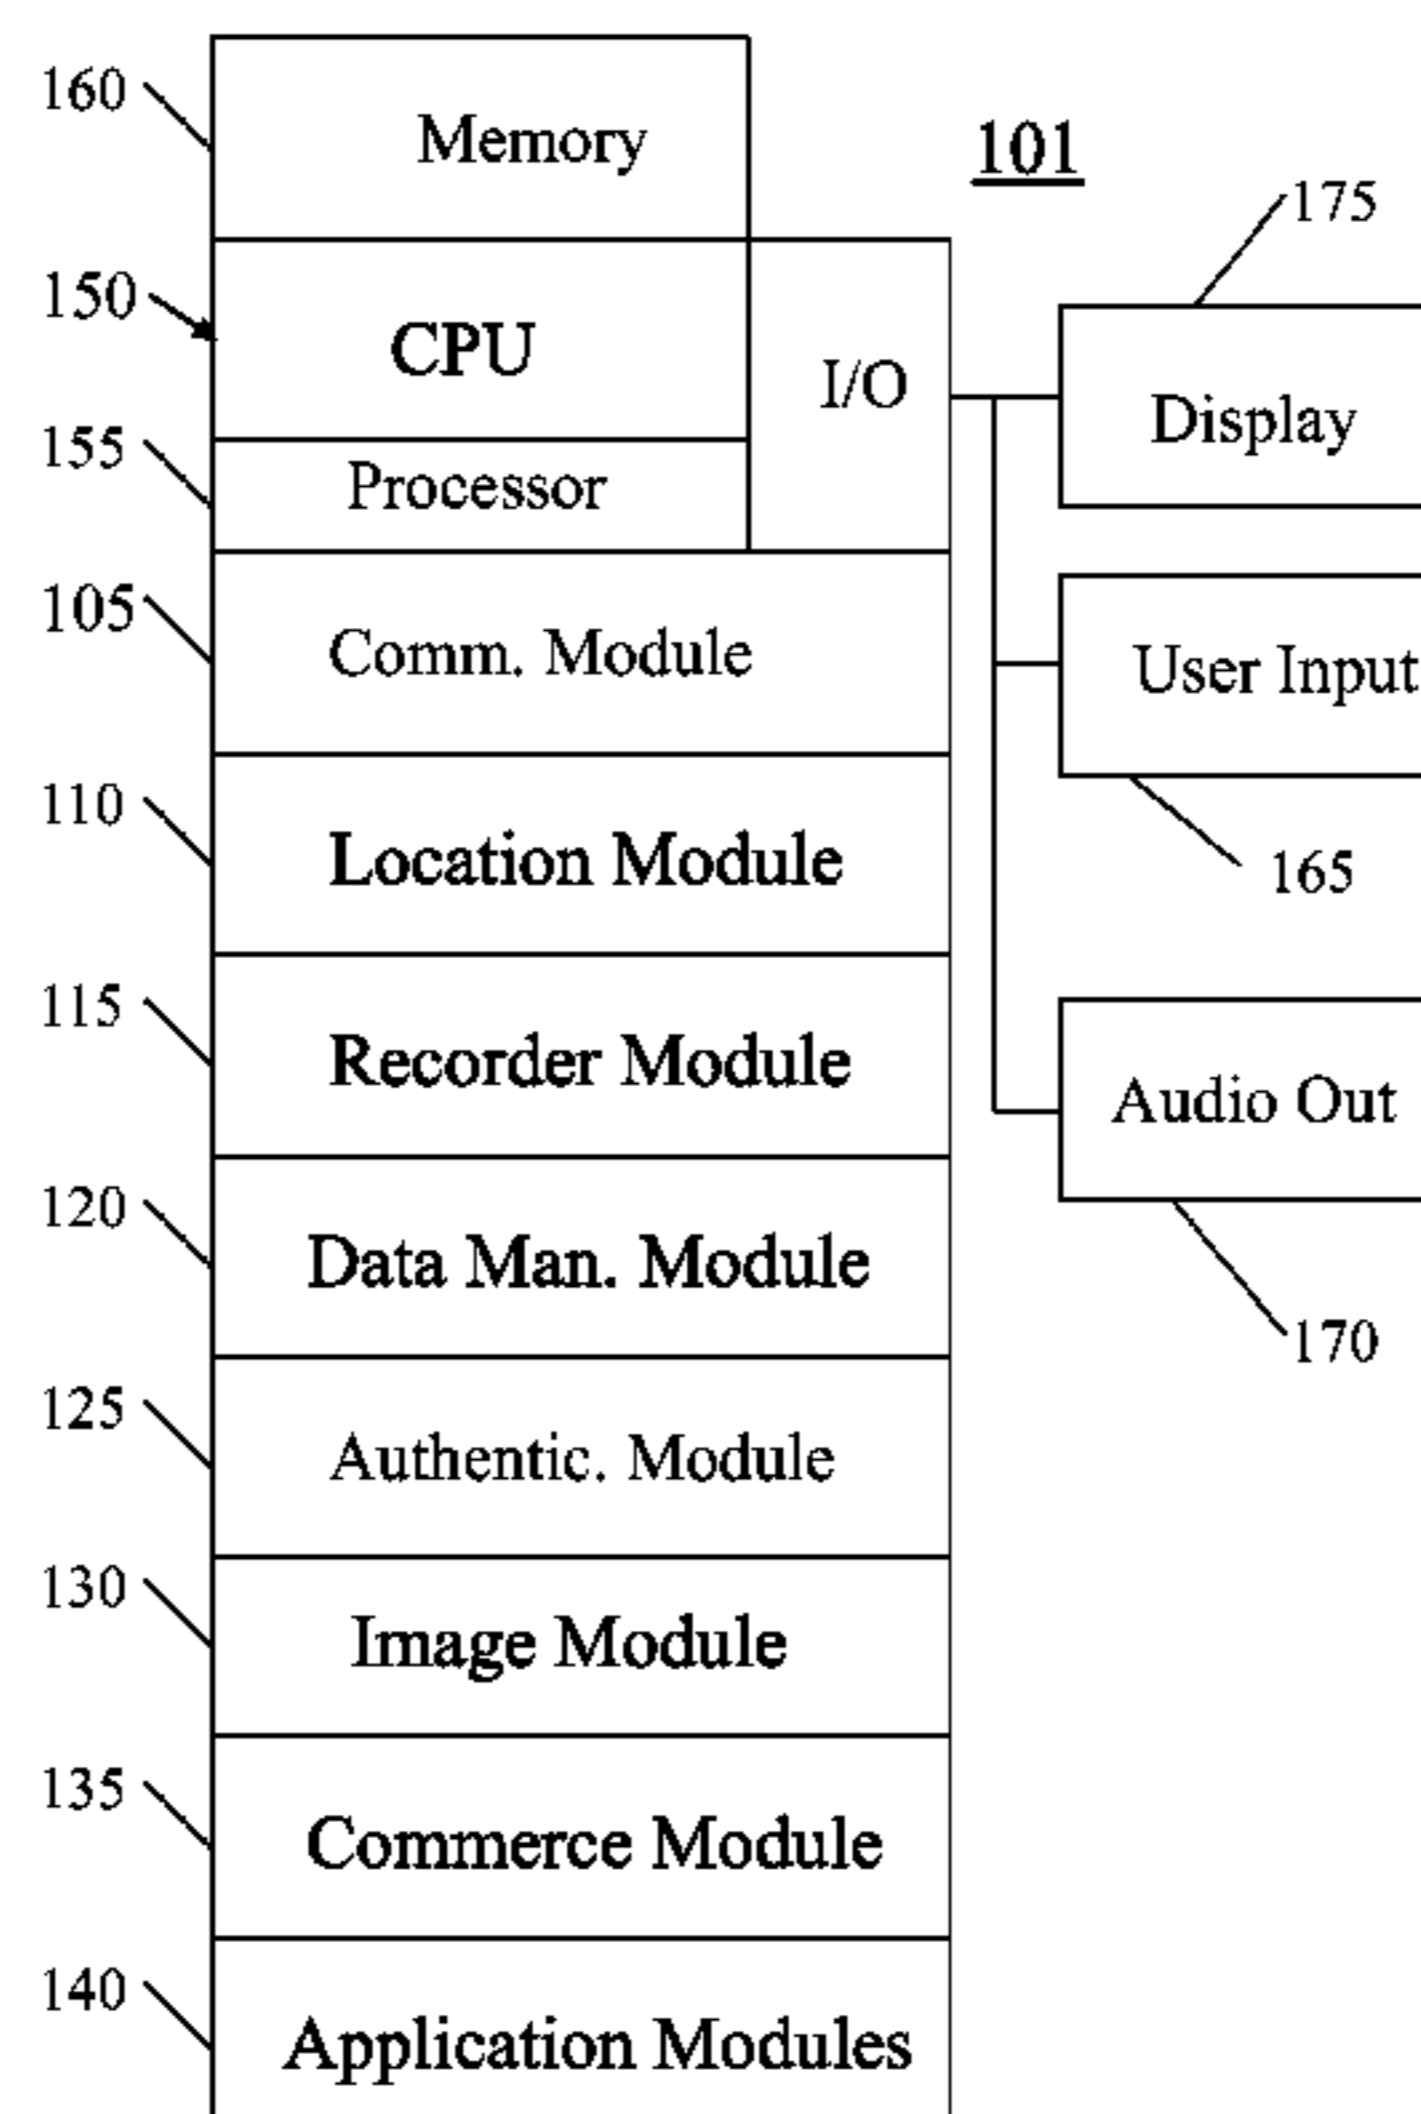 160
Memory
101
175
150
CPU
I/O
Display
155
Processor
105
Comm. Module
User Input
110
Location Module
165
115
Recorder Module
Audio Out
120
Data Man. Module
170
125
Authentic. Module
130
Image Module
135
Commerce Module
140
Application Modules